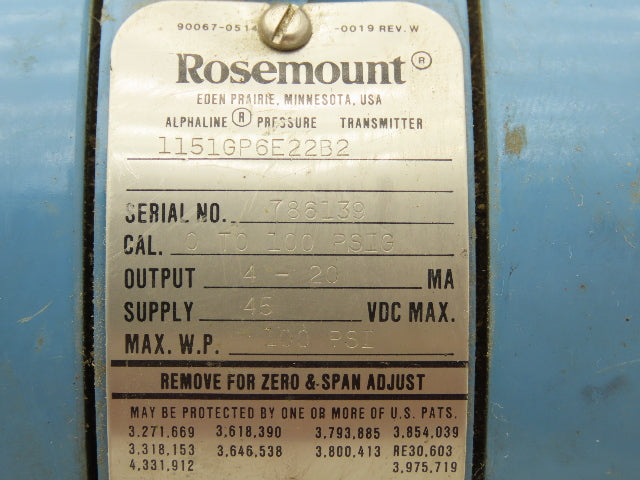 90067-051 -0019 REV. W
Rosemount ®
EDEN PRAIRIE, MINNESOTA, USA
ALPHALINE ® PRESSURE TRANSMITTER
1151GP6E22B2
SERIAL NO. 786139
CAL. 0 TO 100 PSIG
OUTPUT 4 - 20 MA
SUPPLY 45 VDC MAX.
MAX. W.P. 100 PSI
REMOVE FOR ZERO & SPAN ADJUST
MAY BE PROTECTED BY ONE OR MORE OF U.S. PATS.
3,271,669 3,618,390 3,793,885 3,854,039
3,318,153 3,646,538 3,800,413 RE30,603
4,331,912 3,975,719